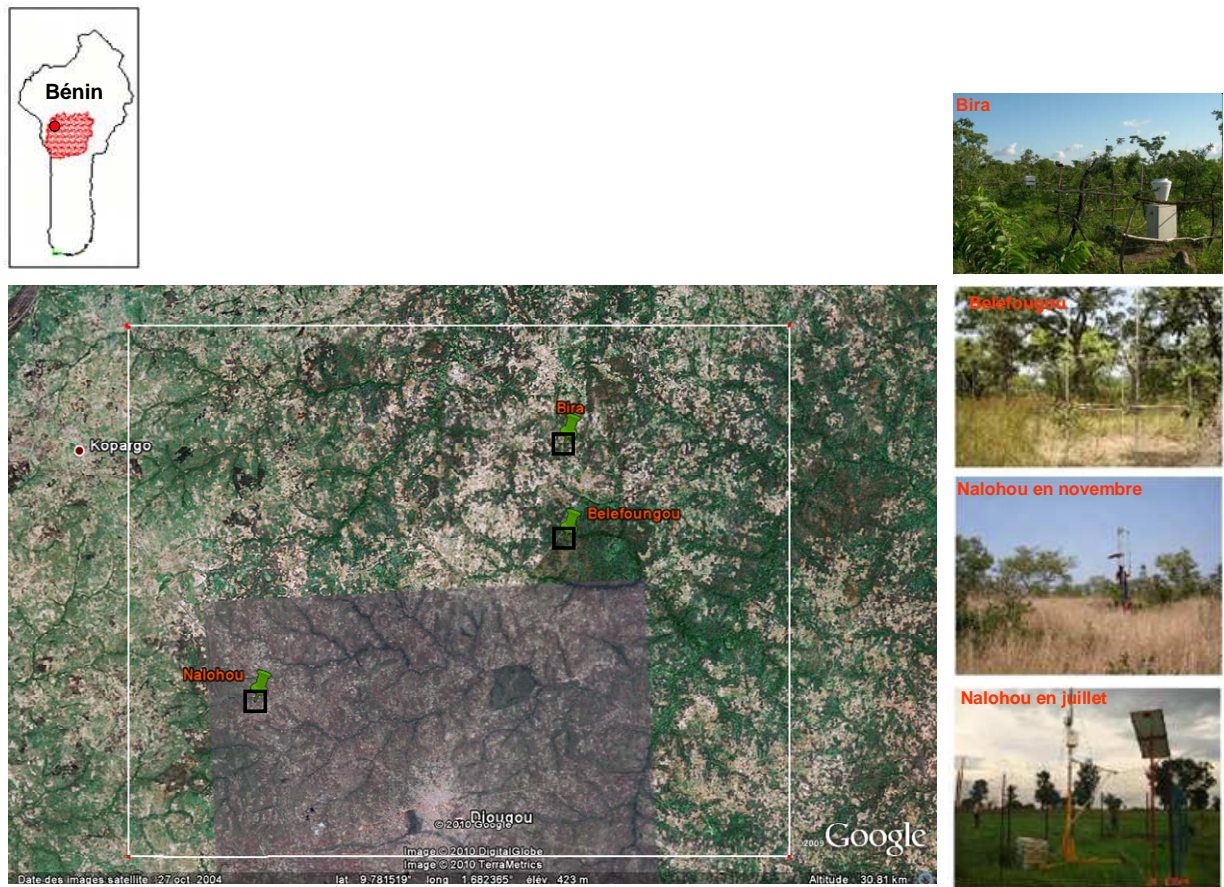 Bénin
Bira
Belefougou
Nalohou en novembre
Nalohou en juillet
Bira
Kopargo
Belefoungou
Nalohou
Djougou
© 2010 Google
Image © 2010 DigitalGlobe
Image © 2010 TerraMetrics
©2009 Google
Date des images satellite : 27 oct. 2004 lat 9.781519° long 1.682365° élév. 423 m Altitude 30.81 km